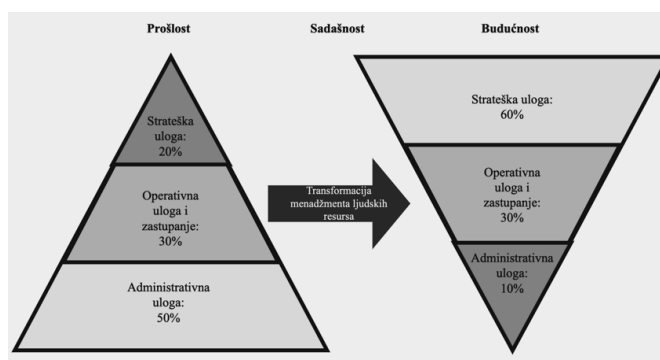 Prošlost
Sadašnost
Budućnost
Strateška
uloga:
20%
Operativna
uloga i
zastupanje:
30%
Administrativna
uloga:
50%
Transformacija
menadžmenta ljudskih
resursa
Strateška uloga:
60%
Operativna
uloga i
zastupanje:
30%
Administrativna
uloga:
10%